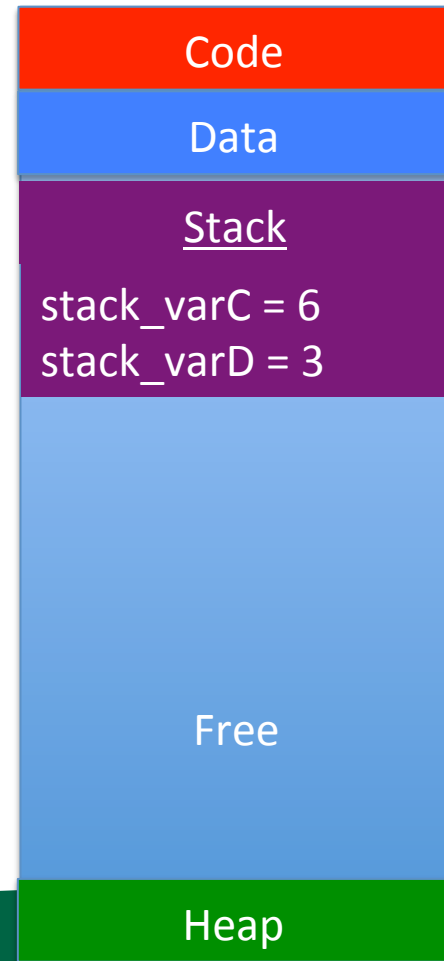 Code
Data
Stack
stack_varC = 6
stack_varD = 3
Free
Heap